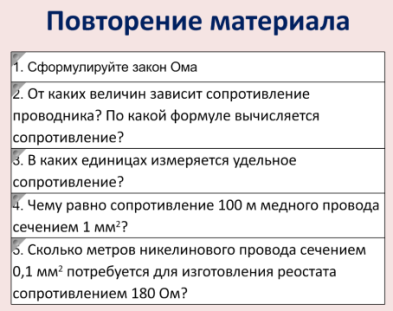 Повторение материала
1. Сформулируйте закон Ома
2. От каких величин зависит сопротивление
проводника? По какой формуле вычисляется
сопротивление?
3. В каких единицах измеряется удельное
сопротивление?
4. Чему равно сопротивление 100 м медного провода
сечением 1 мм²?
5. Сколько метров никелинового провода сечением
0,1 мм² потребуется для изготовления реостата
сопротивлением 180 Ом?